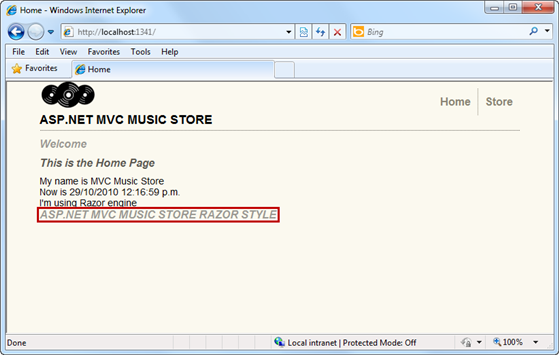 Home - Windows Internet Explorer
http://localhost:1341/
Bing
File Edit View Favorites Tools Help
Favorites
Home
Home Store
ASP.NET MVC MUSIC STORE
Welcome
This is the Home Page
My name is MVC Music Store
Now is 29/10/2010 12:16:59 p.m.
I'm using Razor engine
ASP.NET MVC MUSIC STORE RAZOR STYLE
Done
Local intranet | Protected Mode: Off
100%